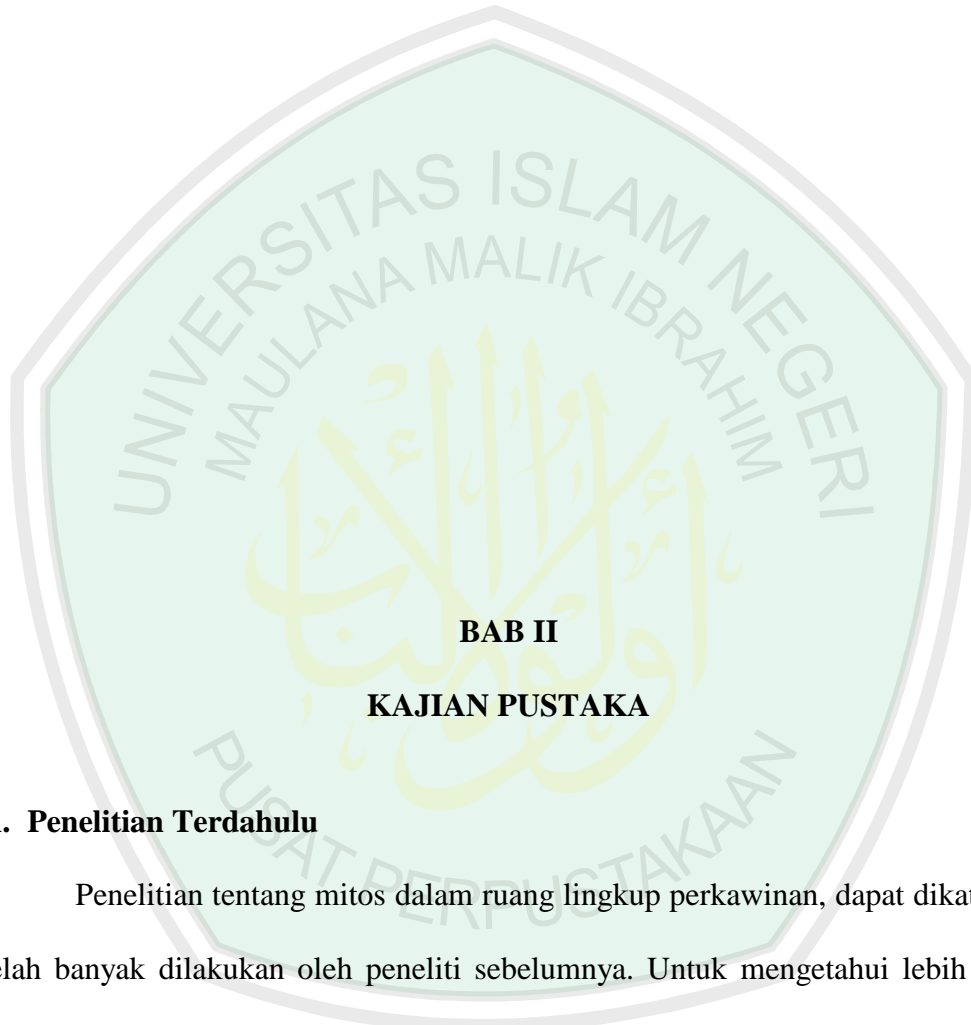 UNIVERSITAS ISLAM NEGERI
MAULANA MALIK IBRAHIM
BAB II
KAJIAN PUSTAKA
. Penelitian Terdahulu
Penelitian tentang mitos dalam ruang lingkup perkawinan, dapat dikat
elah banyak dilakukan oleh peneliti sebelumnya. Untuk mengetahui lebih
PUSAT PERPUSTAKAAN